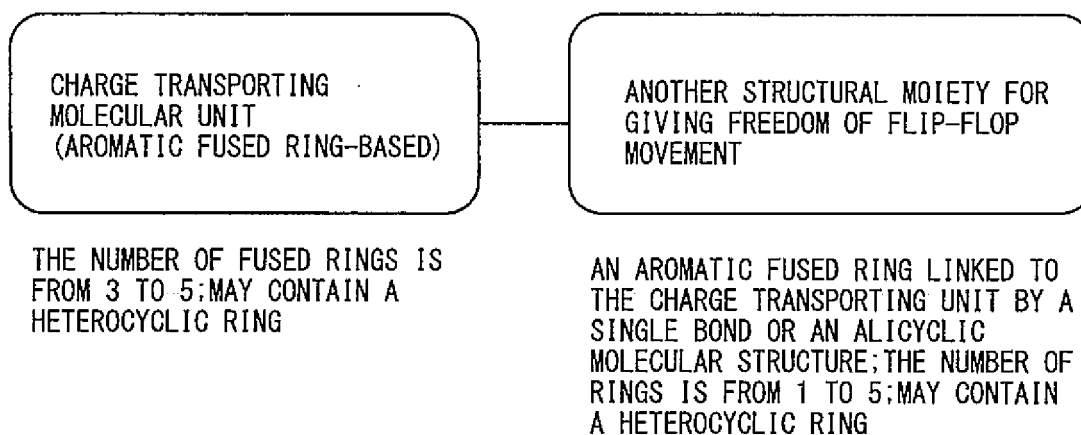 CHARGE TRANSPORTING
MOLECULAR UNIT
(AROMATIC FUSED RING-BASED)
ANOTHER STRUCTURAL MOIETY FOR
GIVING FREEDOM OF FLIP-FLOP
MOVEMENT
THE NUMBER OF FUSED RINGS IS
FROM 3 TO 5;MAY CONTAIN A
HETEROCYCLIC RING
AN AROMATIC FUSED RING LINKED TO
THE CHARGE TRANSPORTING UNIT BY A
SINGLE BOND OR AN ALICYCLIC
MOLECULAR STRUCTURE;THE NUMBER OF
RINGS IS FROM 1 TO 5;MAY CONTAIN
A HETEROCYCLIC RING